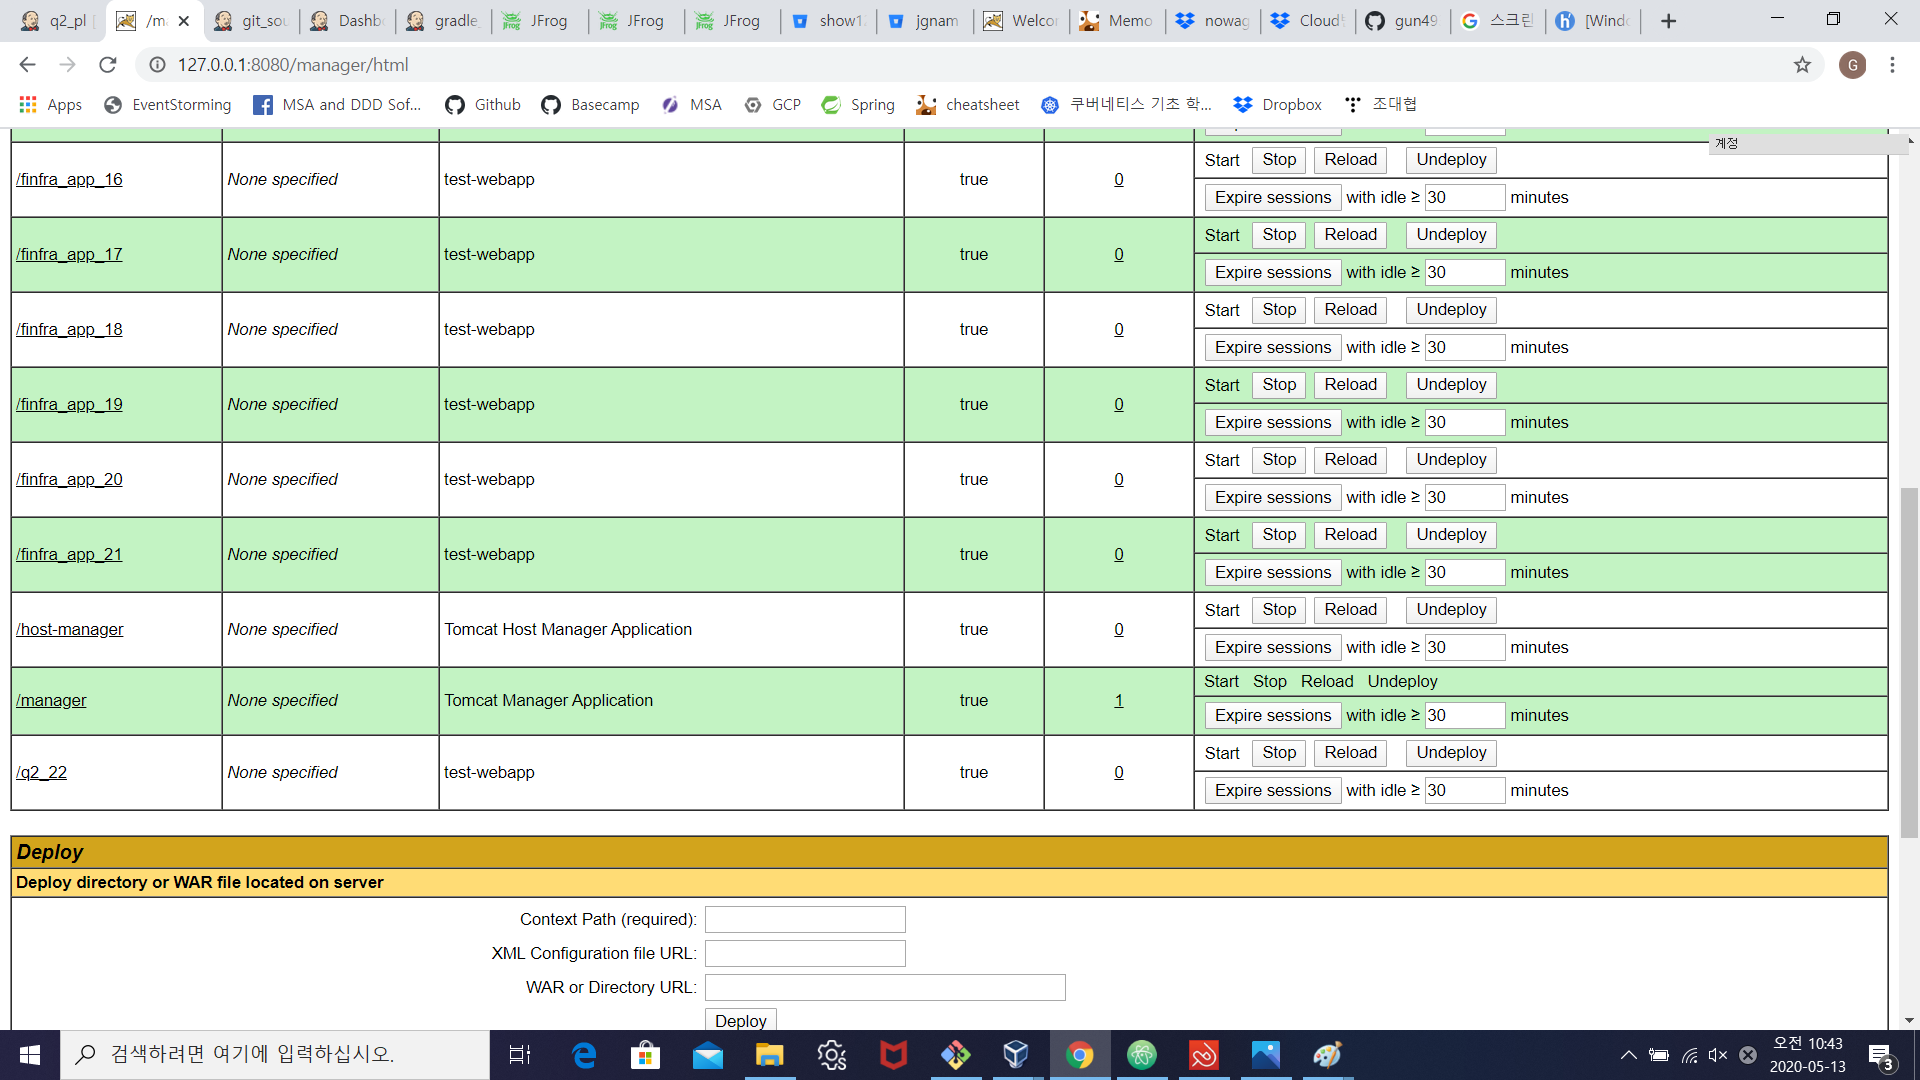 q2_pl
/ma
git_sou
Dashbo
gradle_
JFrog
JFrog
JFrog
show1
jgnam
Welcor
Memo
nowag
Cloud
gun49
스크린
[Windo
127.0.0.1:8080/manager/html
G
Apps
EventStorming
MSA and DDD Sof...
Github
Basecamp
MSA
GCP
Spring
cheatsheet
쿠버네티스 기초 학...
Dropbox
조대협
계정
/finfra_app_16 None specified test-webapp true 0 Start Stop Reload Undeploy
Expire sessions with idle ≥ 30 minutes
/finfra_app_17 None specified test-webapp true 0 Start Stop Reload Undeploy
Expire sessions with idle ≥ 30 minutes
/finfra_app_18 None specified test-webapp true 0 Start Stop Reload Undeploy
Expire sessions with idle ≥ 30 minutes
/finfra_app_19 None specified test-webapp true 0 Start Stop Reload Undeploy
Expire sessions with idle ≥ 30 minutes
/finfra_app_20 None specified test-webapp true 0 Start Stop Reload Undeploy
Expire sessions with idle ≥ 30 minutes
/finfra_app_21 None specified test-webapp true 0 Start Stop Reload Undeploy
Expire sessions with idle ≥ 30 minutes
/host-manager None specified Tomcat Host Manager Application true 0 Start Stop Reload Undeploy
Expire sessions with idle ≥ 30 minutes
/manager None specified Tomcat Manager Application true 1 Start Stop Reload Undeploy
Expire sessions with idle ≥ 30 minutes
/q2_22 None specified test-webapp true 0 Start Stop Reload Undeploy
Expire sessions with idle ≥ 30 minutes
Deploy
Deploy directory or WAR file located on server
Context Path (required):
XML Configuration file URL:
WAR or Directory URL:
Deploy
검색하려면 여기에 입력하십시오.
오전 10:43
2020-05-13
3